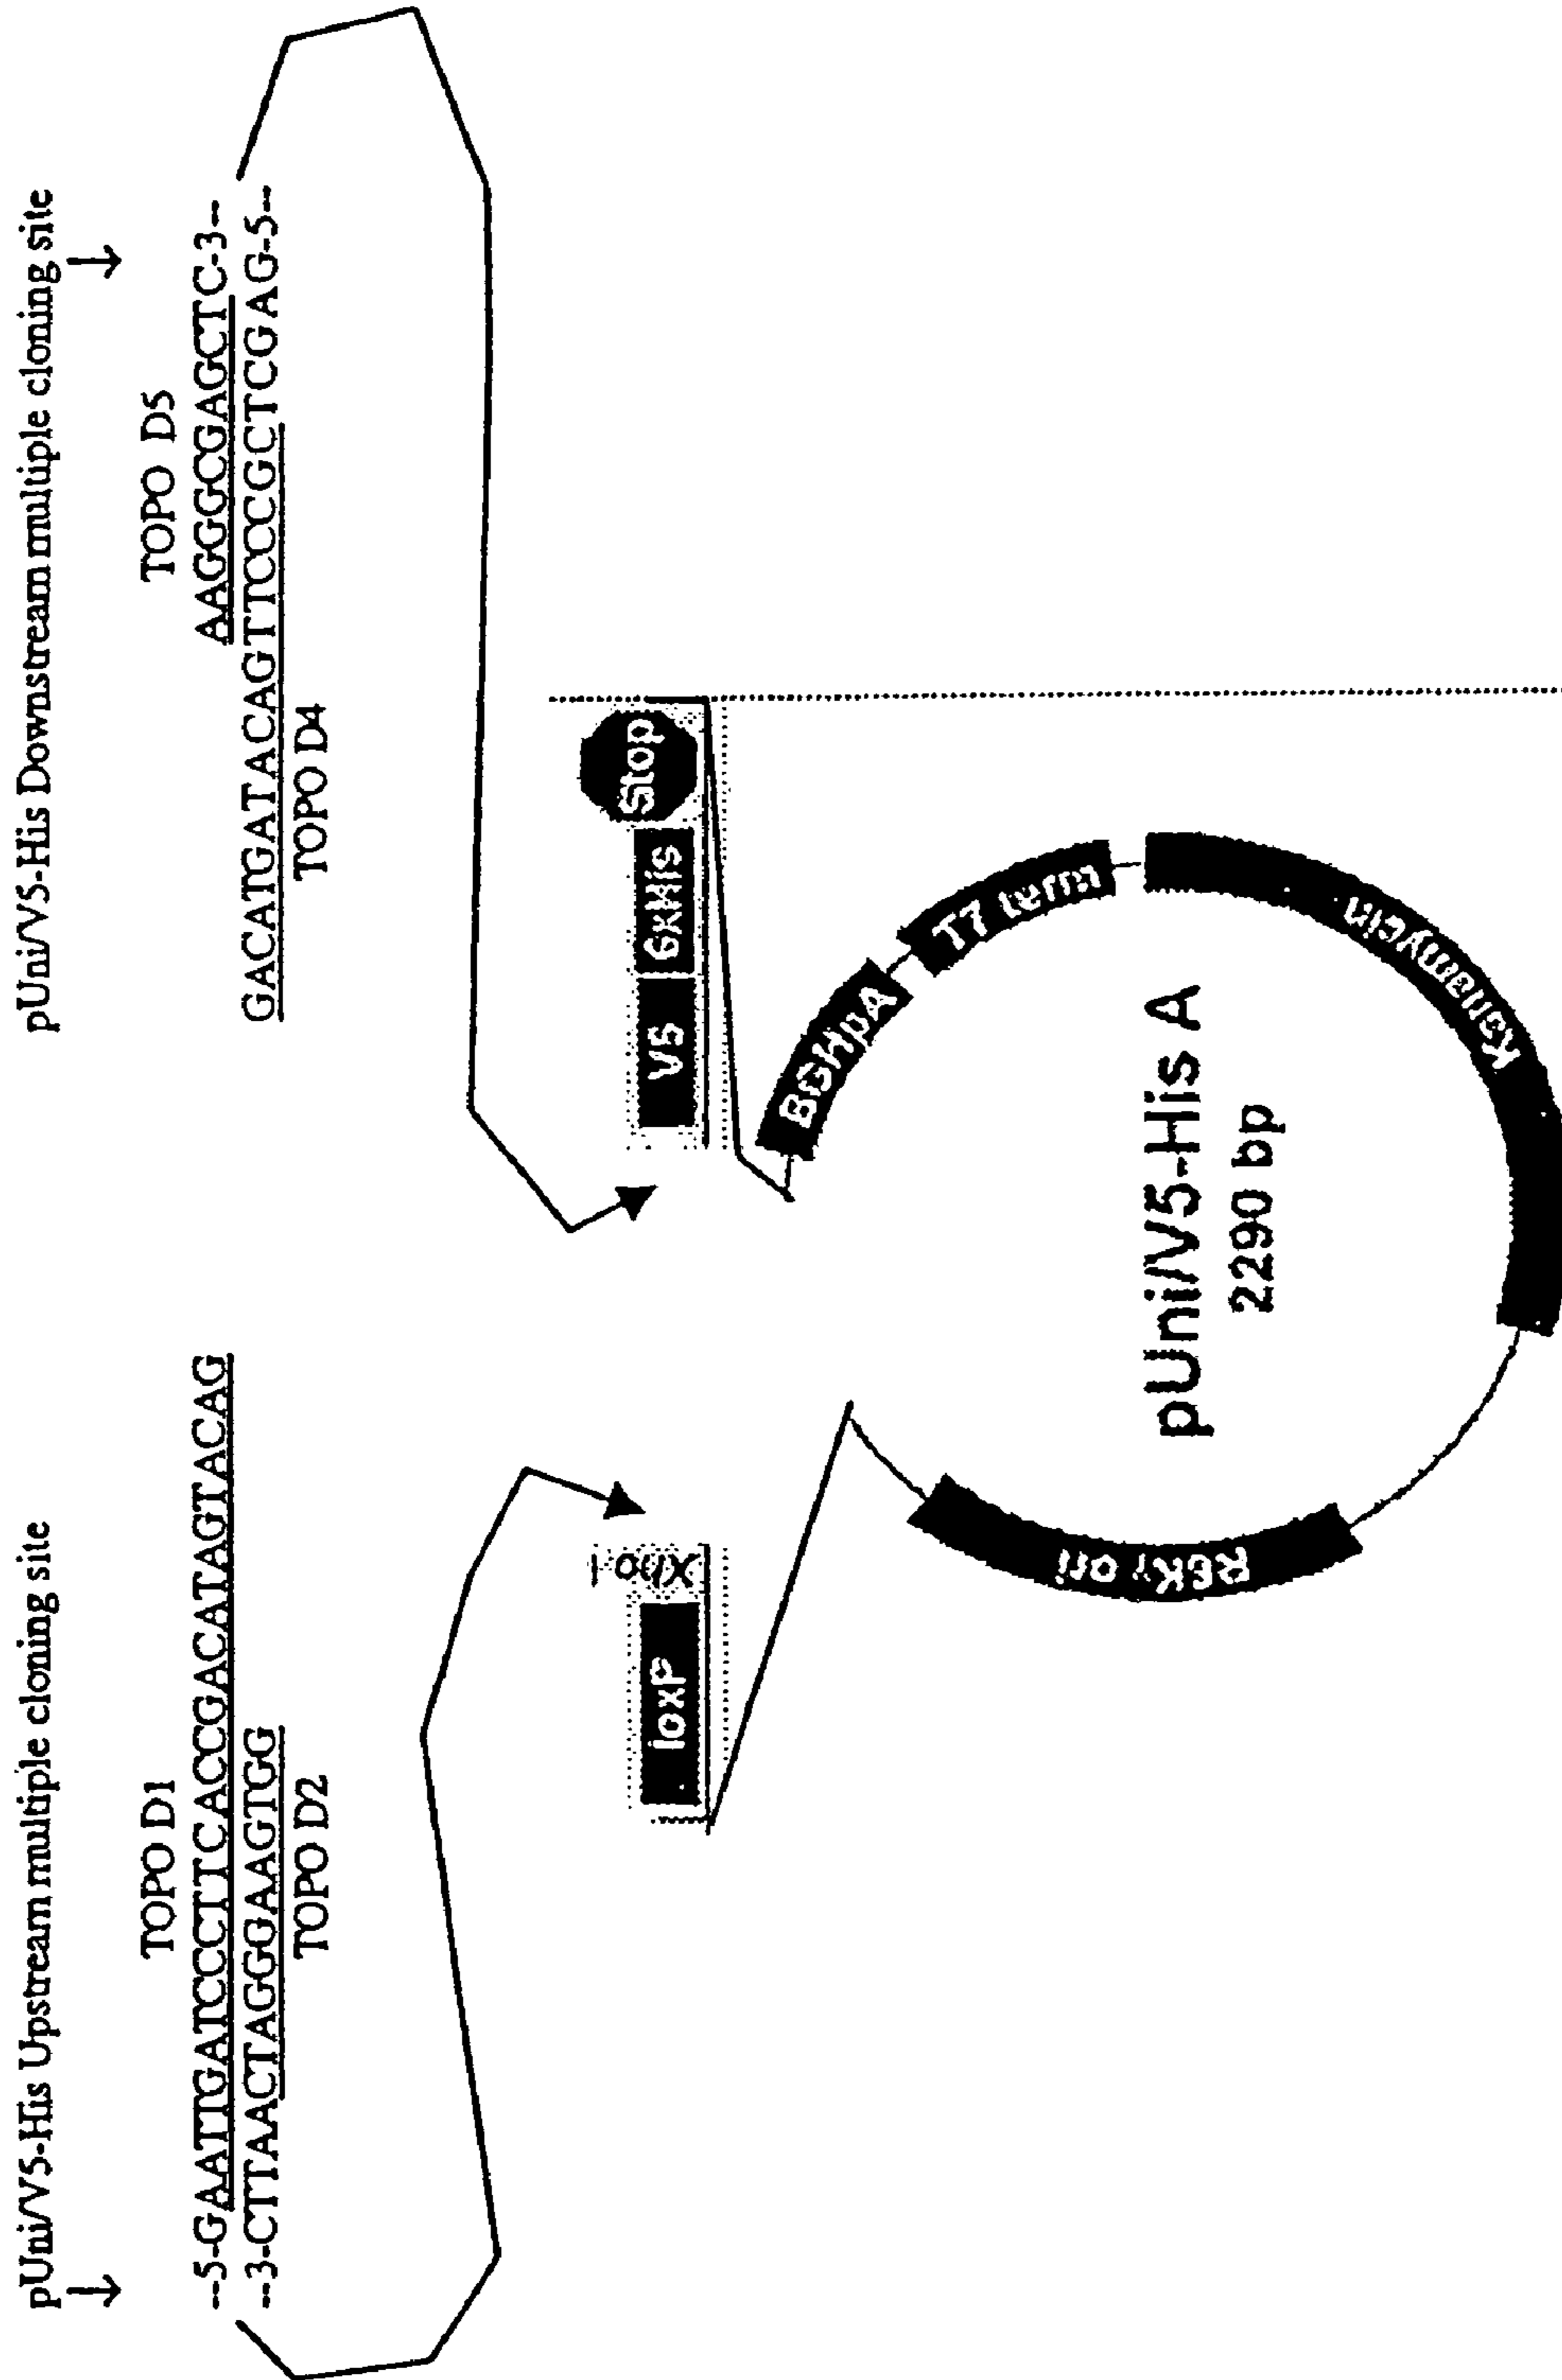 pUni/V5-His Upstream multiple cloning site
↓
TOPO D1
--5-GAATTGATCCCTTCACCGACATAGTACAG
--3-CTTAACTAGGGAAGTGG
TOPO D2
pUni/V5-His Downstream multiple cloning site
↓
TOPO D5
AAGGGCGAGCTC-3--
GACATGATACAGTTCCCGCTCGAG-5--
TOPO D4
loxP
Xho I
V5
6xHis
Stop
BGHpA
T7 term
Kanamycin
R6Kγ ori
pUni/V5-His A
2290 bp